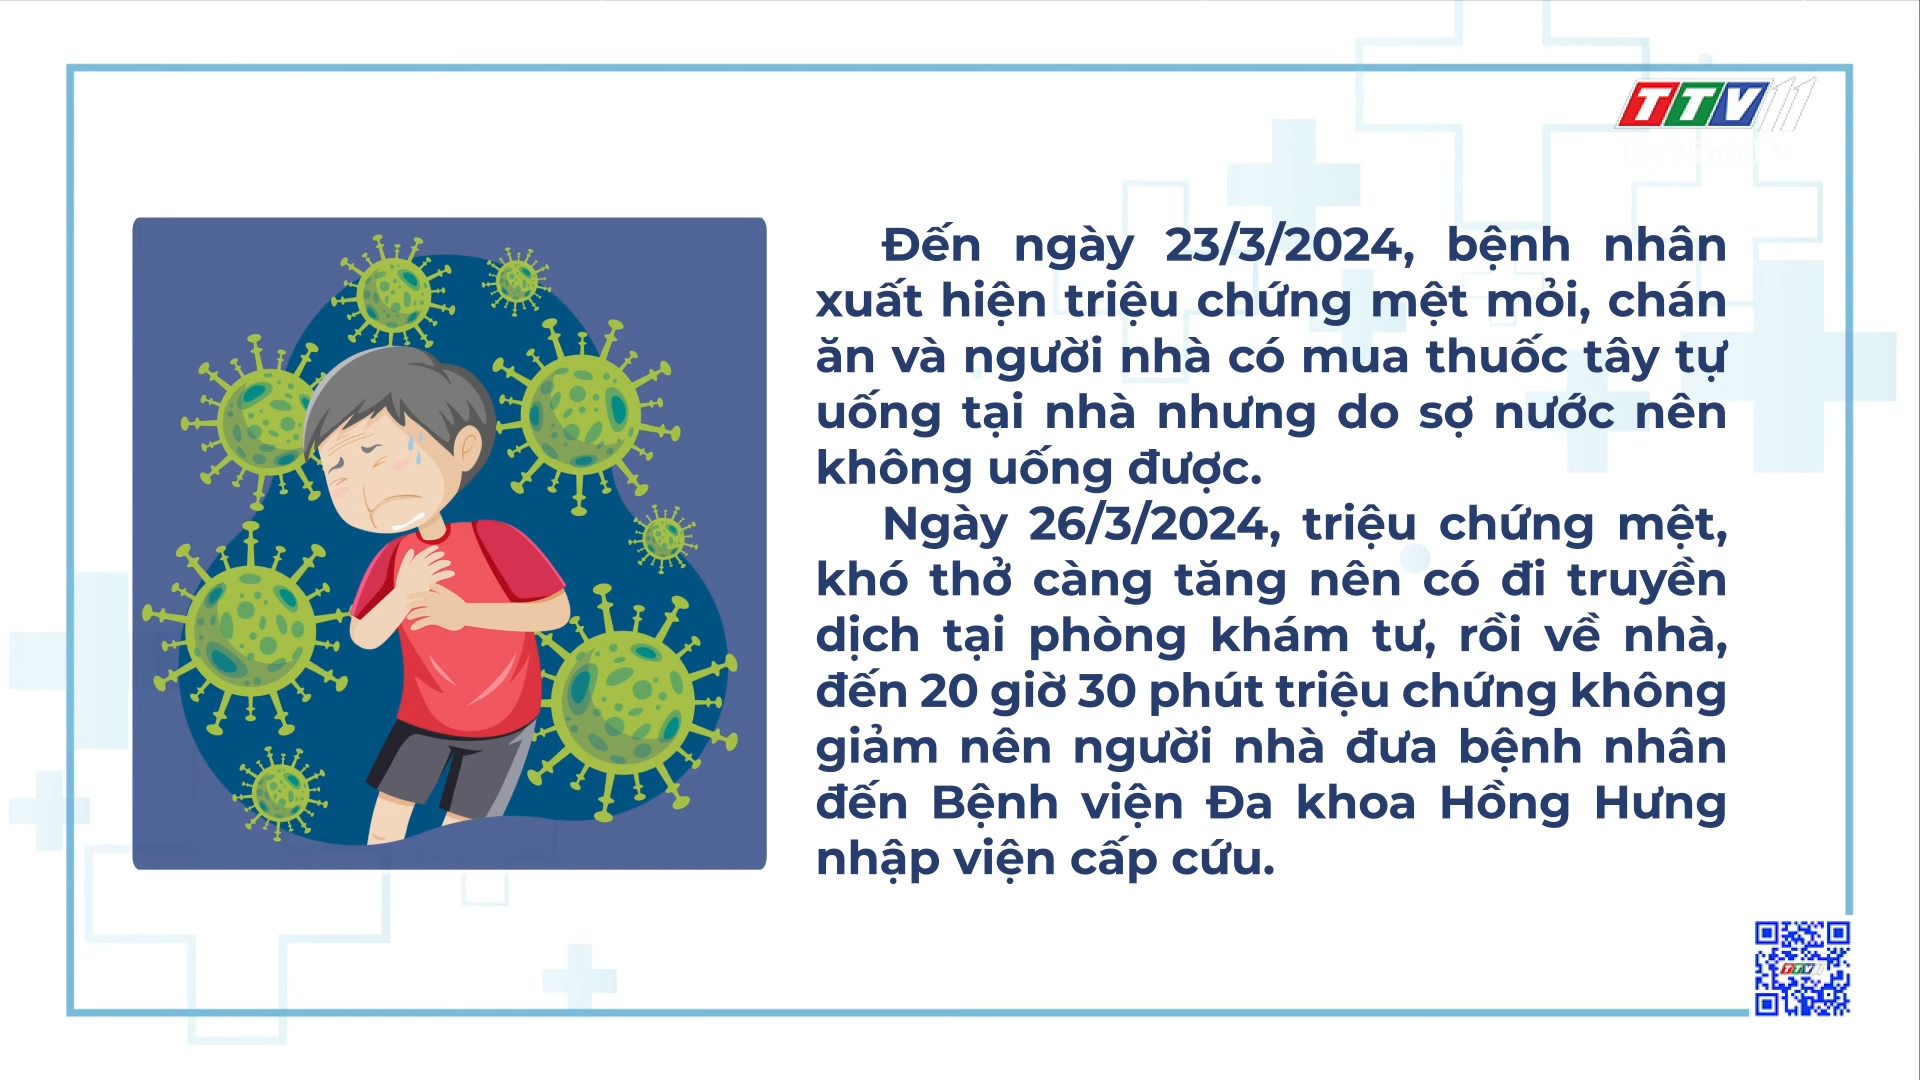 TTV11
Đến ngày 23/3/2024, bệnh nhân
xuất hiện triệu chứng mệt mỏi, chán
ăn và người nhà có mua thuốc tây tự
uống tại nhà nhưng do sợ nước nên
không uống được.
Ngày 26/3/2024, triệu chứng mệt,
khó thở càng tăng nên có đi truyền
dịch tại phòng khám tư, rồi về nhà,
đến 20 giờ 30 phút triệu chứng không
giảm nên người nhà đưa bệnh nhân
đến Bệnh viện Đa khoa Hồng Hưng
nhập viện cấp cứu.
TTV11